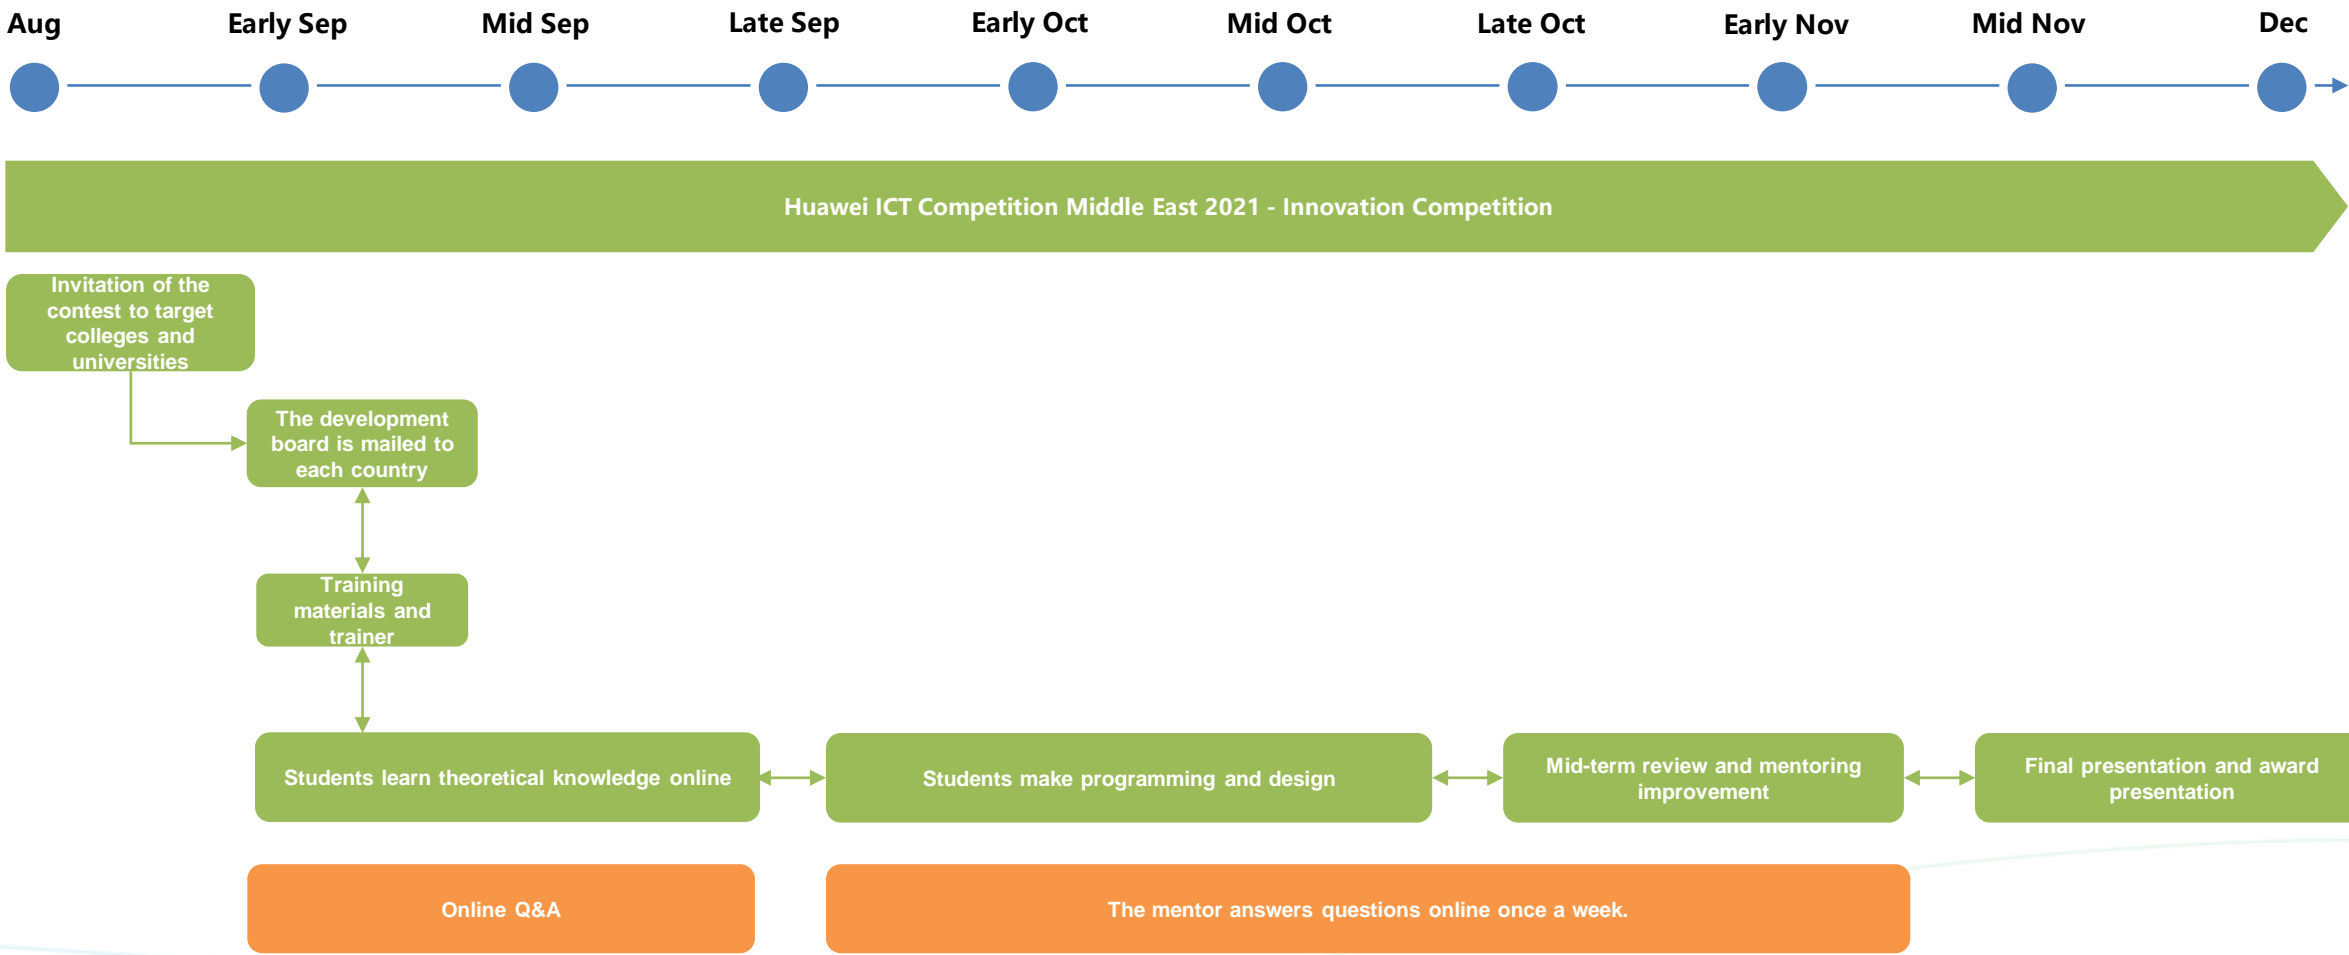 Aug
Early Sep
Mid Sep
Late Sep
Early Oct
Mid Oct
Late Oct
Early Nov
Mid Nov
Dec
Huawei ICT Competition Middle East 2021 - Innovation Competition
Invitation of the
contest to target
colleges and
universities
The development
board is mailed to
each country
Training
materials and
trainer
Students learn theoretical knowledge online
Students make programming and design
Mid-term review and mentoring
improvement
Final presentation and award
presentation
Online Q&A
The mentor answers questions online once a week.